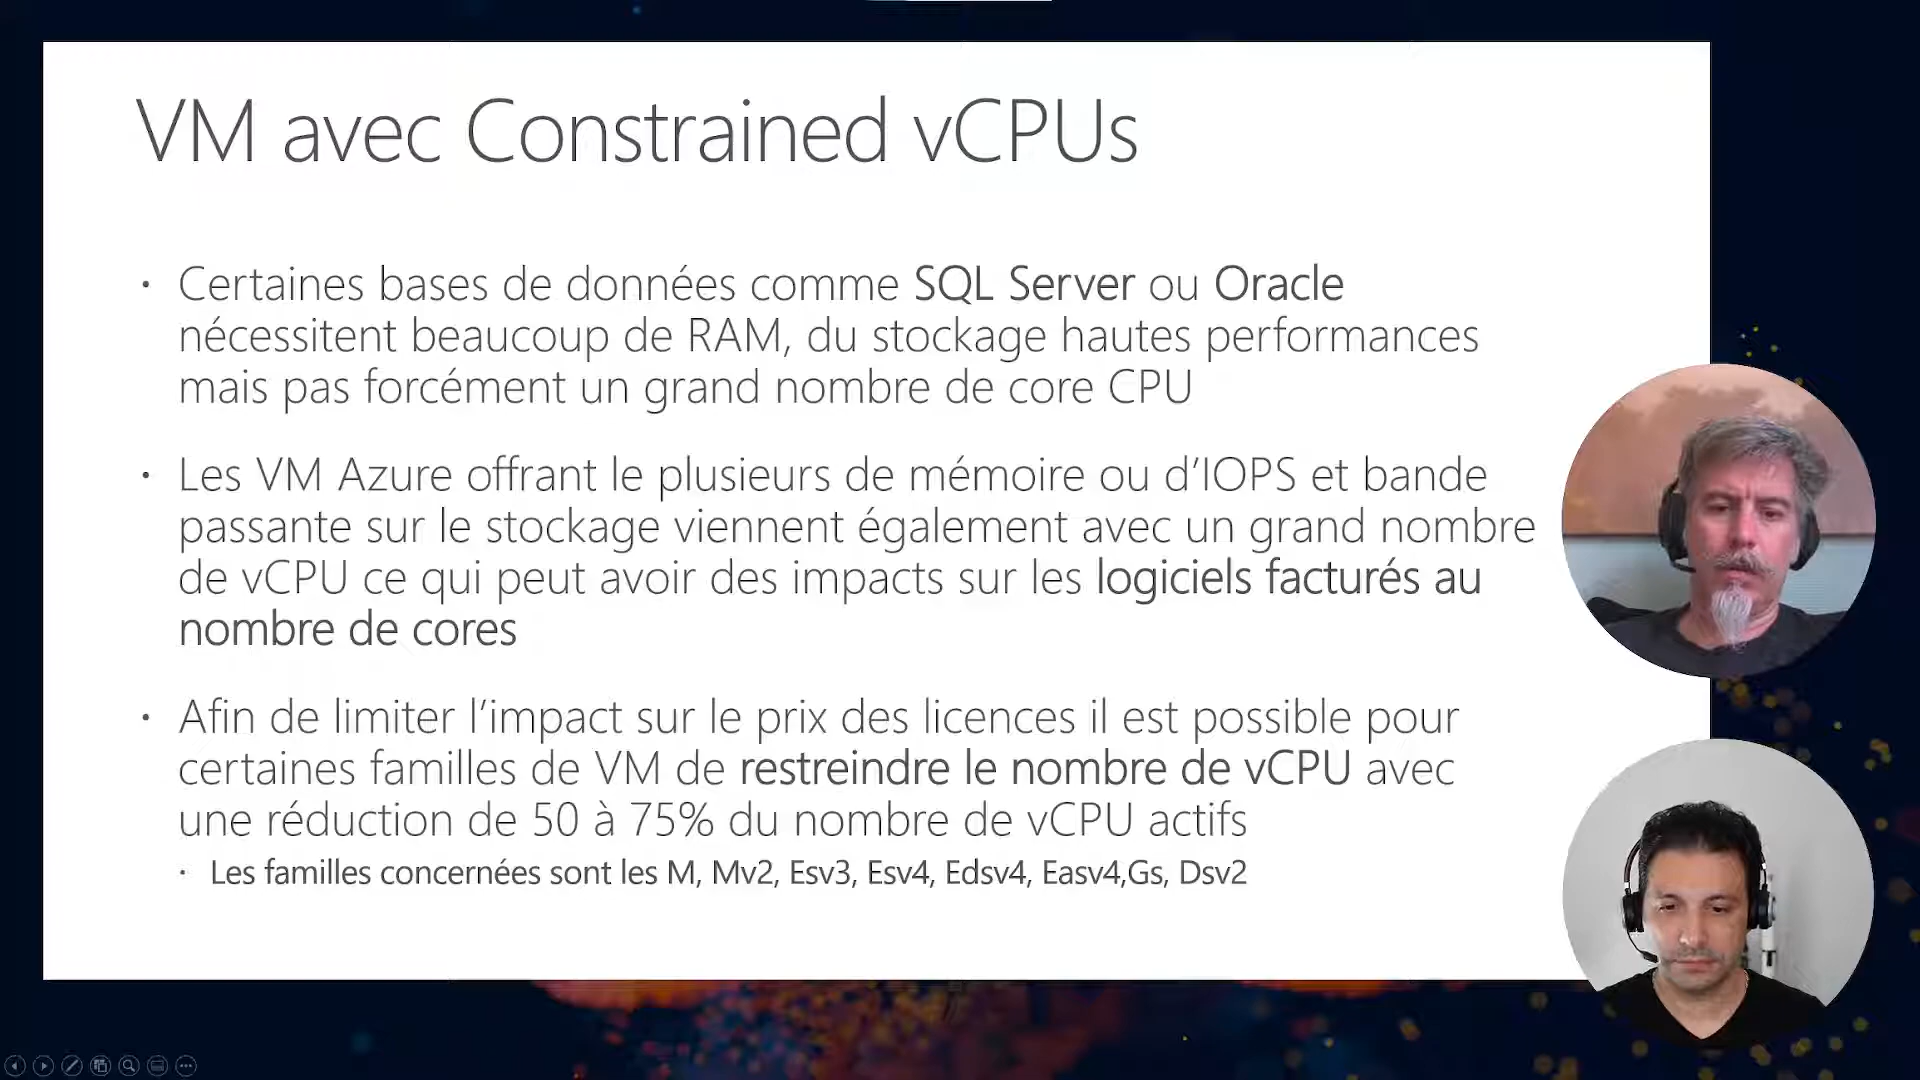 VM avec Constrained vCPUs
• Certaines bases de données comme SQL Server ou Oracle
nécessitent beaucoup de RAM, du stockage hautes performances
mais pas forcément un grand nombre de core CPU
• Les VM Azure offrant le plusieurs de mémoire ou d’IOPS et bande
passante sur le stockage viennent également avec un grand nombre
de vCPU ce qui peut avoir des impacts sur les logiciels facturés au
nombre de cores
• Afin de limiter l’impact sur le prix des licences il est possible pour
certaines familles de VM de restreindre le nombre de vCPU avec
une réduction de 50 à 75% du nombre de vCPU actifs
• Les familles concernées sont les M, Mv2, Esv3, Esv4, Edsv4, Easv4,Gs, Dsv2